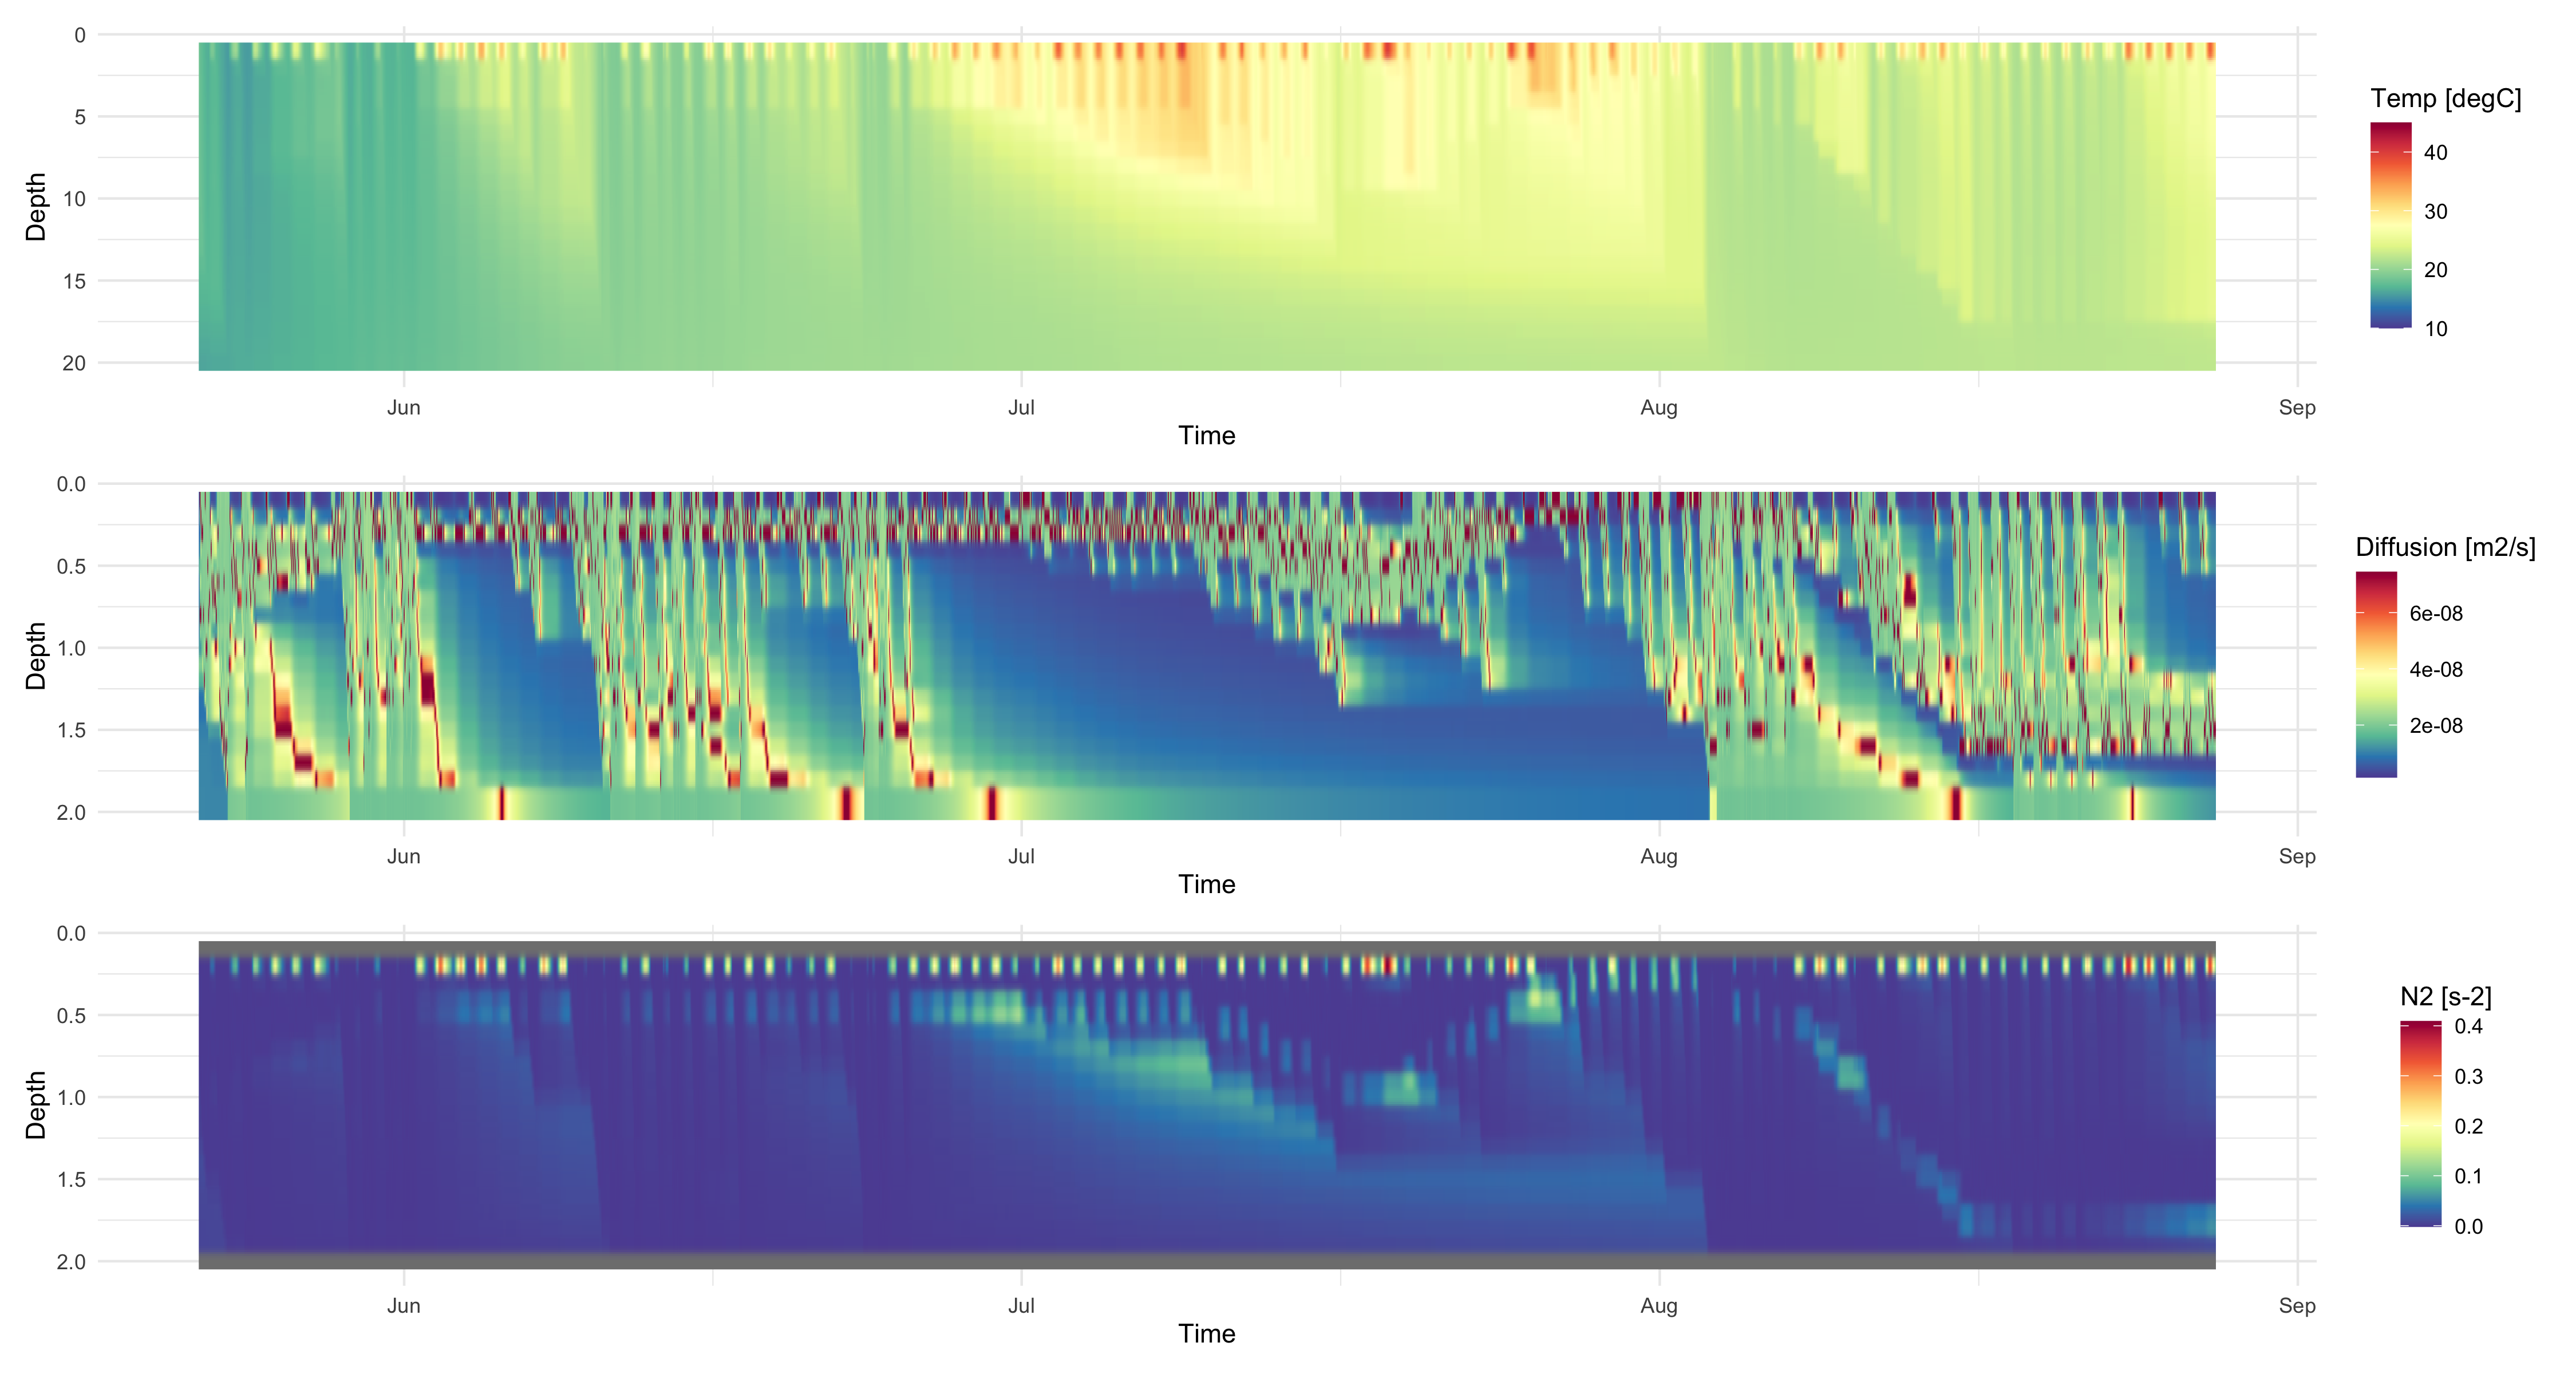 0
5
10
15
20
Depth
Jun
Jul
Aug
Sep
Time
Temp [degC]
40
30
20
10
0.0
0.5
1.0
1.5
2.0
Depth
Jun
Jul
Aug
Sep
Time
Diffusion [m2/s]
6e-08
4e-08
2e-08
0.0
0.5
1.0
1.5
2.0
Depth
Jun
Jul
Aug
Sep
Time
N2 [s-2]
0.4
0.3
0.2
0.1
0.0